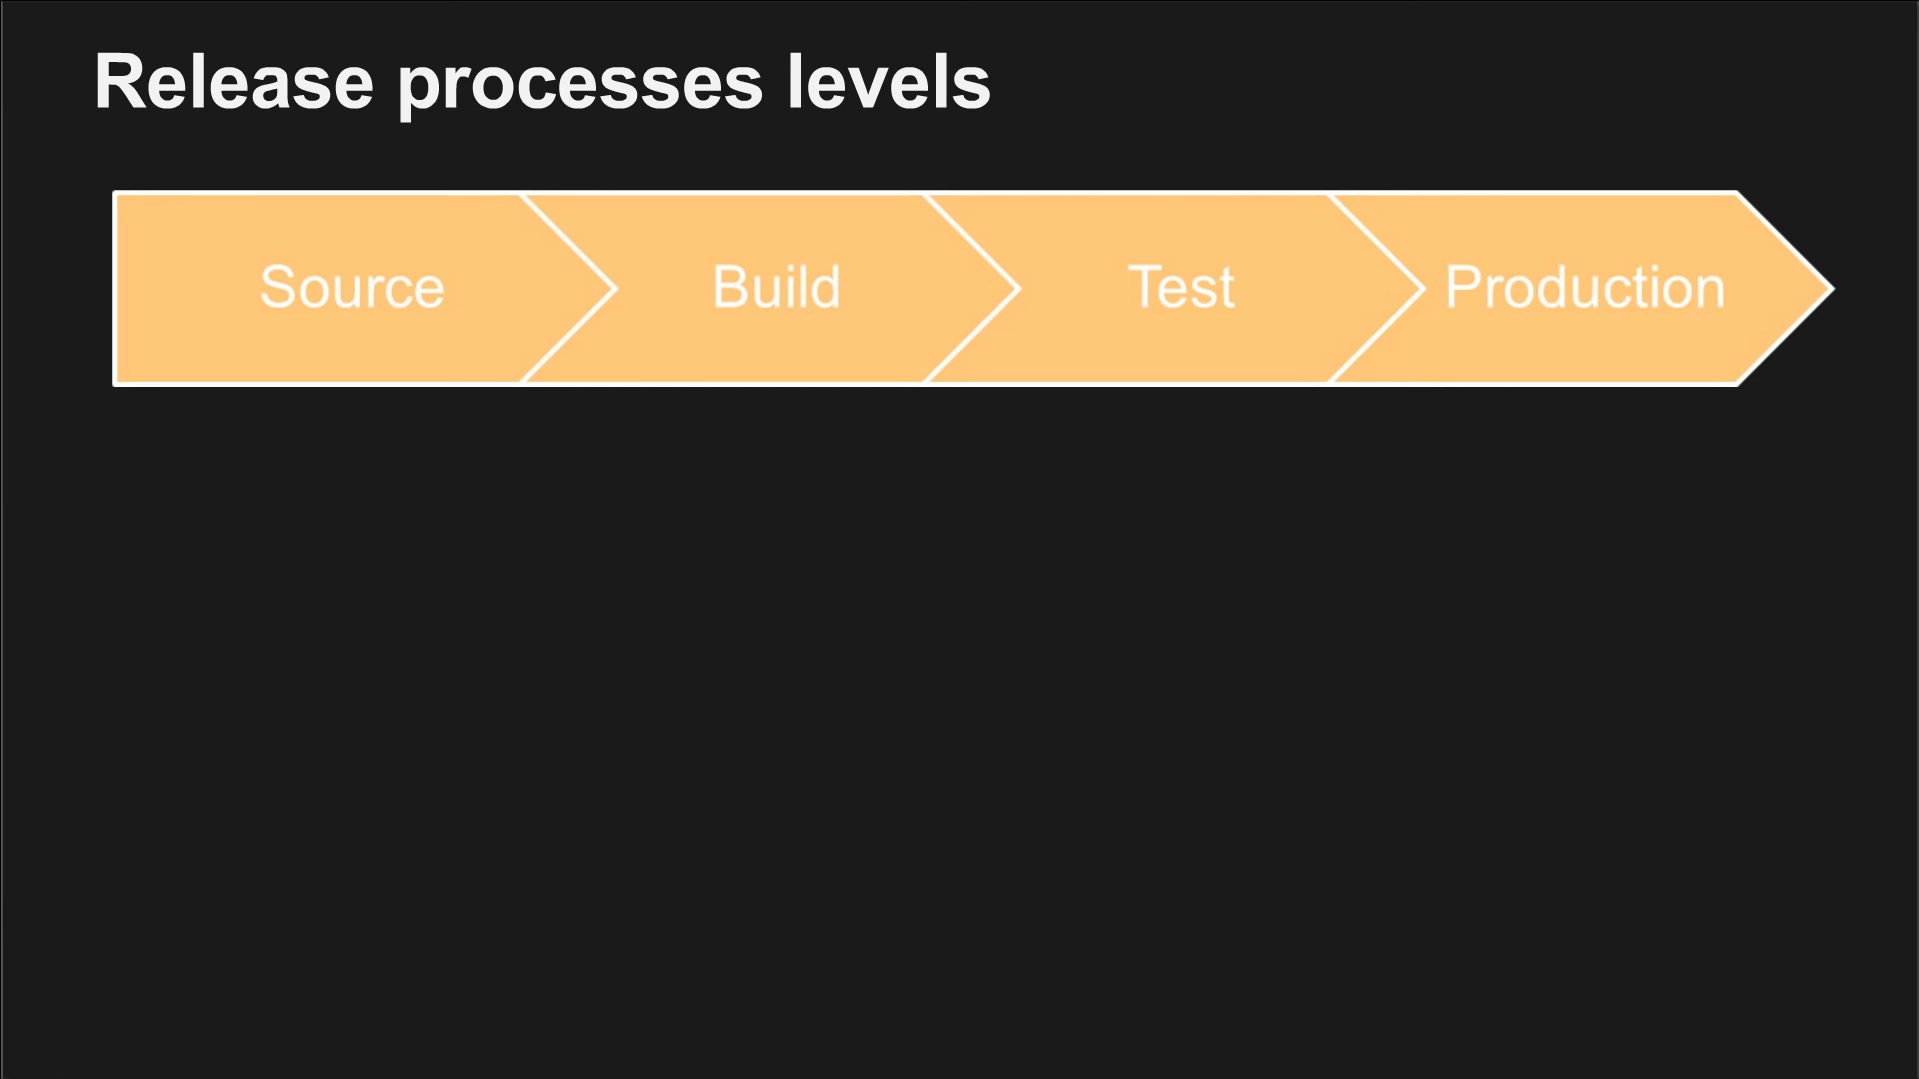 Release processes levels
Source
Build
Test
Production